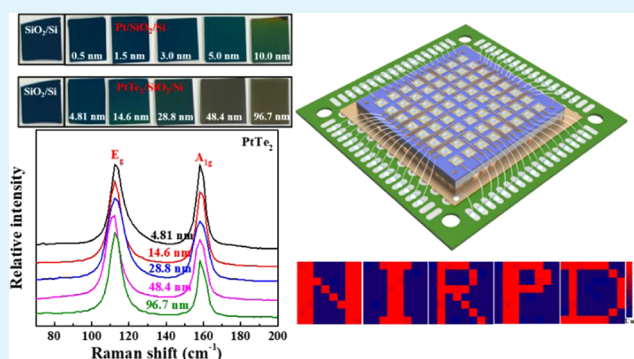 SiO2/Si Pt/SiO2/Si
0.5 nm 1.5 nm 3.0 nm 5.0 nm 10.0 nm
SiO2/Si PtTe2/SiO2/Si
4.81 nm 14.6 nm 28.8 nm 48.4 nm 96.7 nm
PtTe2
Eg A1g
4.81 nm
14.6 nm
28.8 nm
48.4 nm
96.7 nm
Relative intensity
80 100 120 140 160 180 200
Raman shift (cm-1)
NIRPD